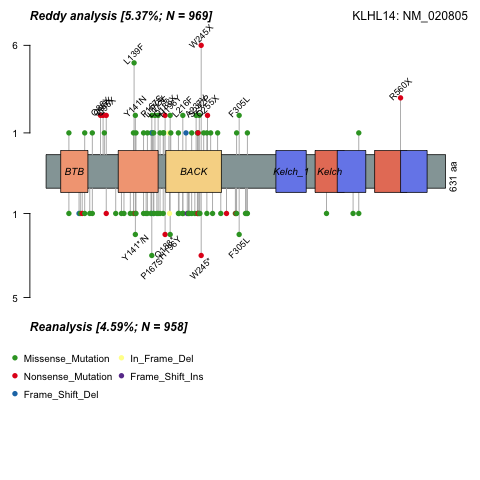 Reddy analysis [5.37%; N = 969]
KLHL14: NM_020805
6
W245X
L139F
R560X
Y141N
L216F
F305L
1
BTB
BACK
Kelch_1
Kelch
631 aa
1
Y141*/N
F305L
W245*
5
Reanalysis [4.59%; N = 958]
Missense_Mutation
In_Frame_Del
Nonsense_Mutation
Frame_Shift_Ins
Frame_Shift_Del